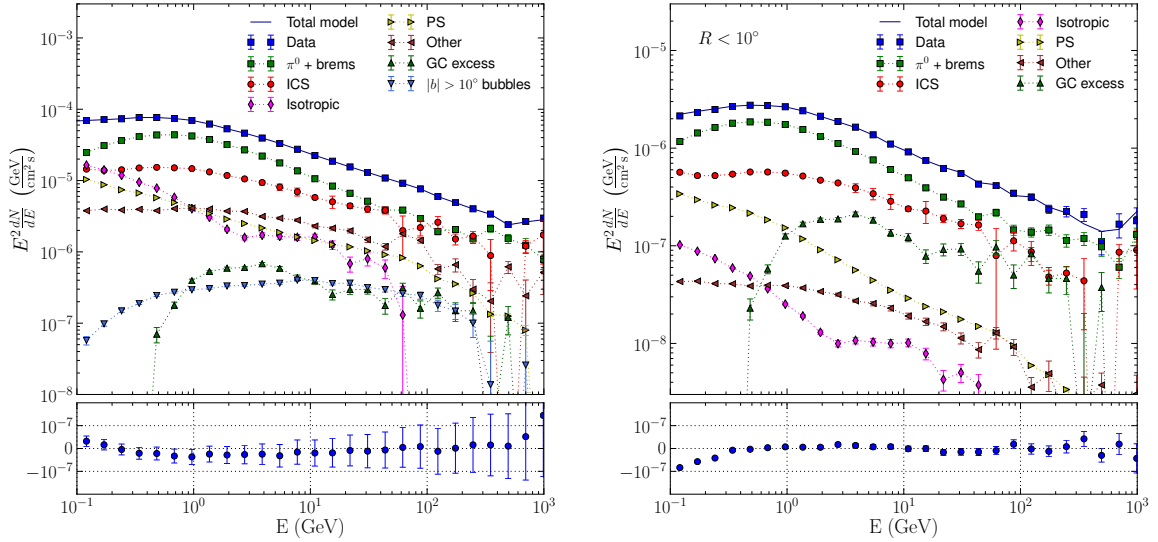 Total model
Data
π⁰ + brems
ICS
Isotropic
PS
Other
GC excess
|b| > 10° bubbles
10⁻³
10⁻⁴
10⁻⁵
10⁻⁶
10⁻⁷
10⁻⁸
E² dN/dE (GeV/cm² s)
10⁻⁷
0
−10⁻⁷
10⁻¹ 10⁰ 10¹ 10² 10³
E (GeV)
R < 10°
Total model
Data
π⁰ + brems
ICS
Isotropic
PS
Other
GC excess
10⁻⁵
10⁻⁶
10⁻⁷
10⁻⁸
E² dN/dE (GeV/cm² s)
10⁻⁷
0
−10⁻⁷
10⁻¹ 10⁰ 10¹ 10² 10³
E (GeV)